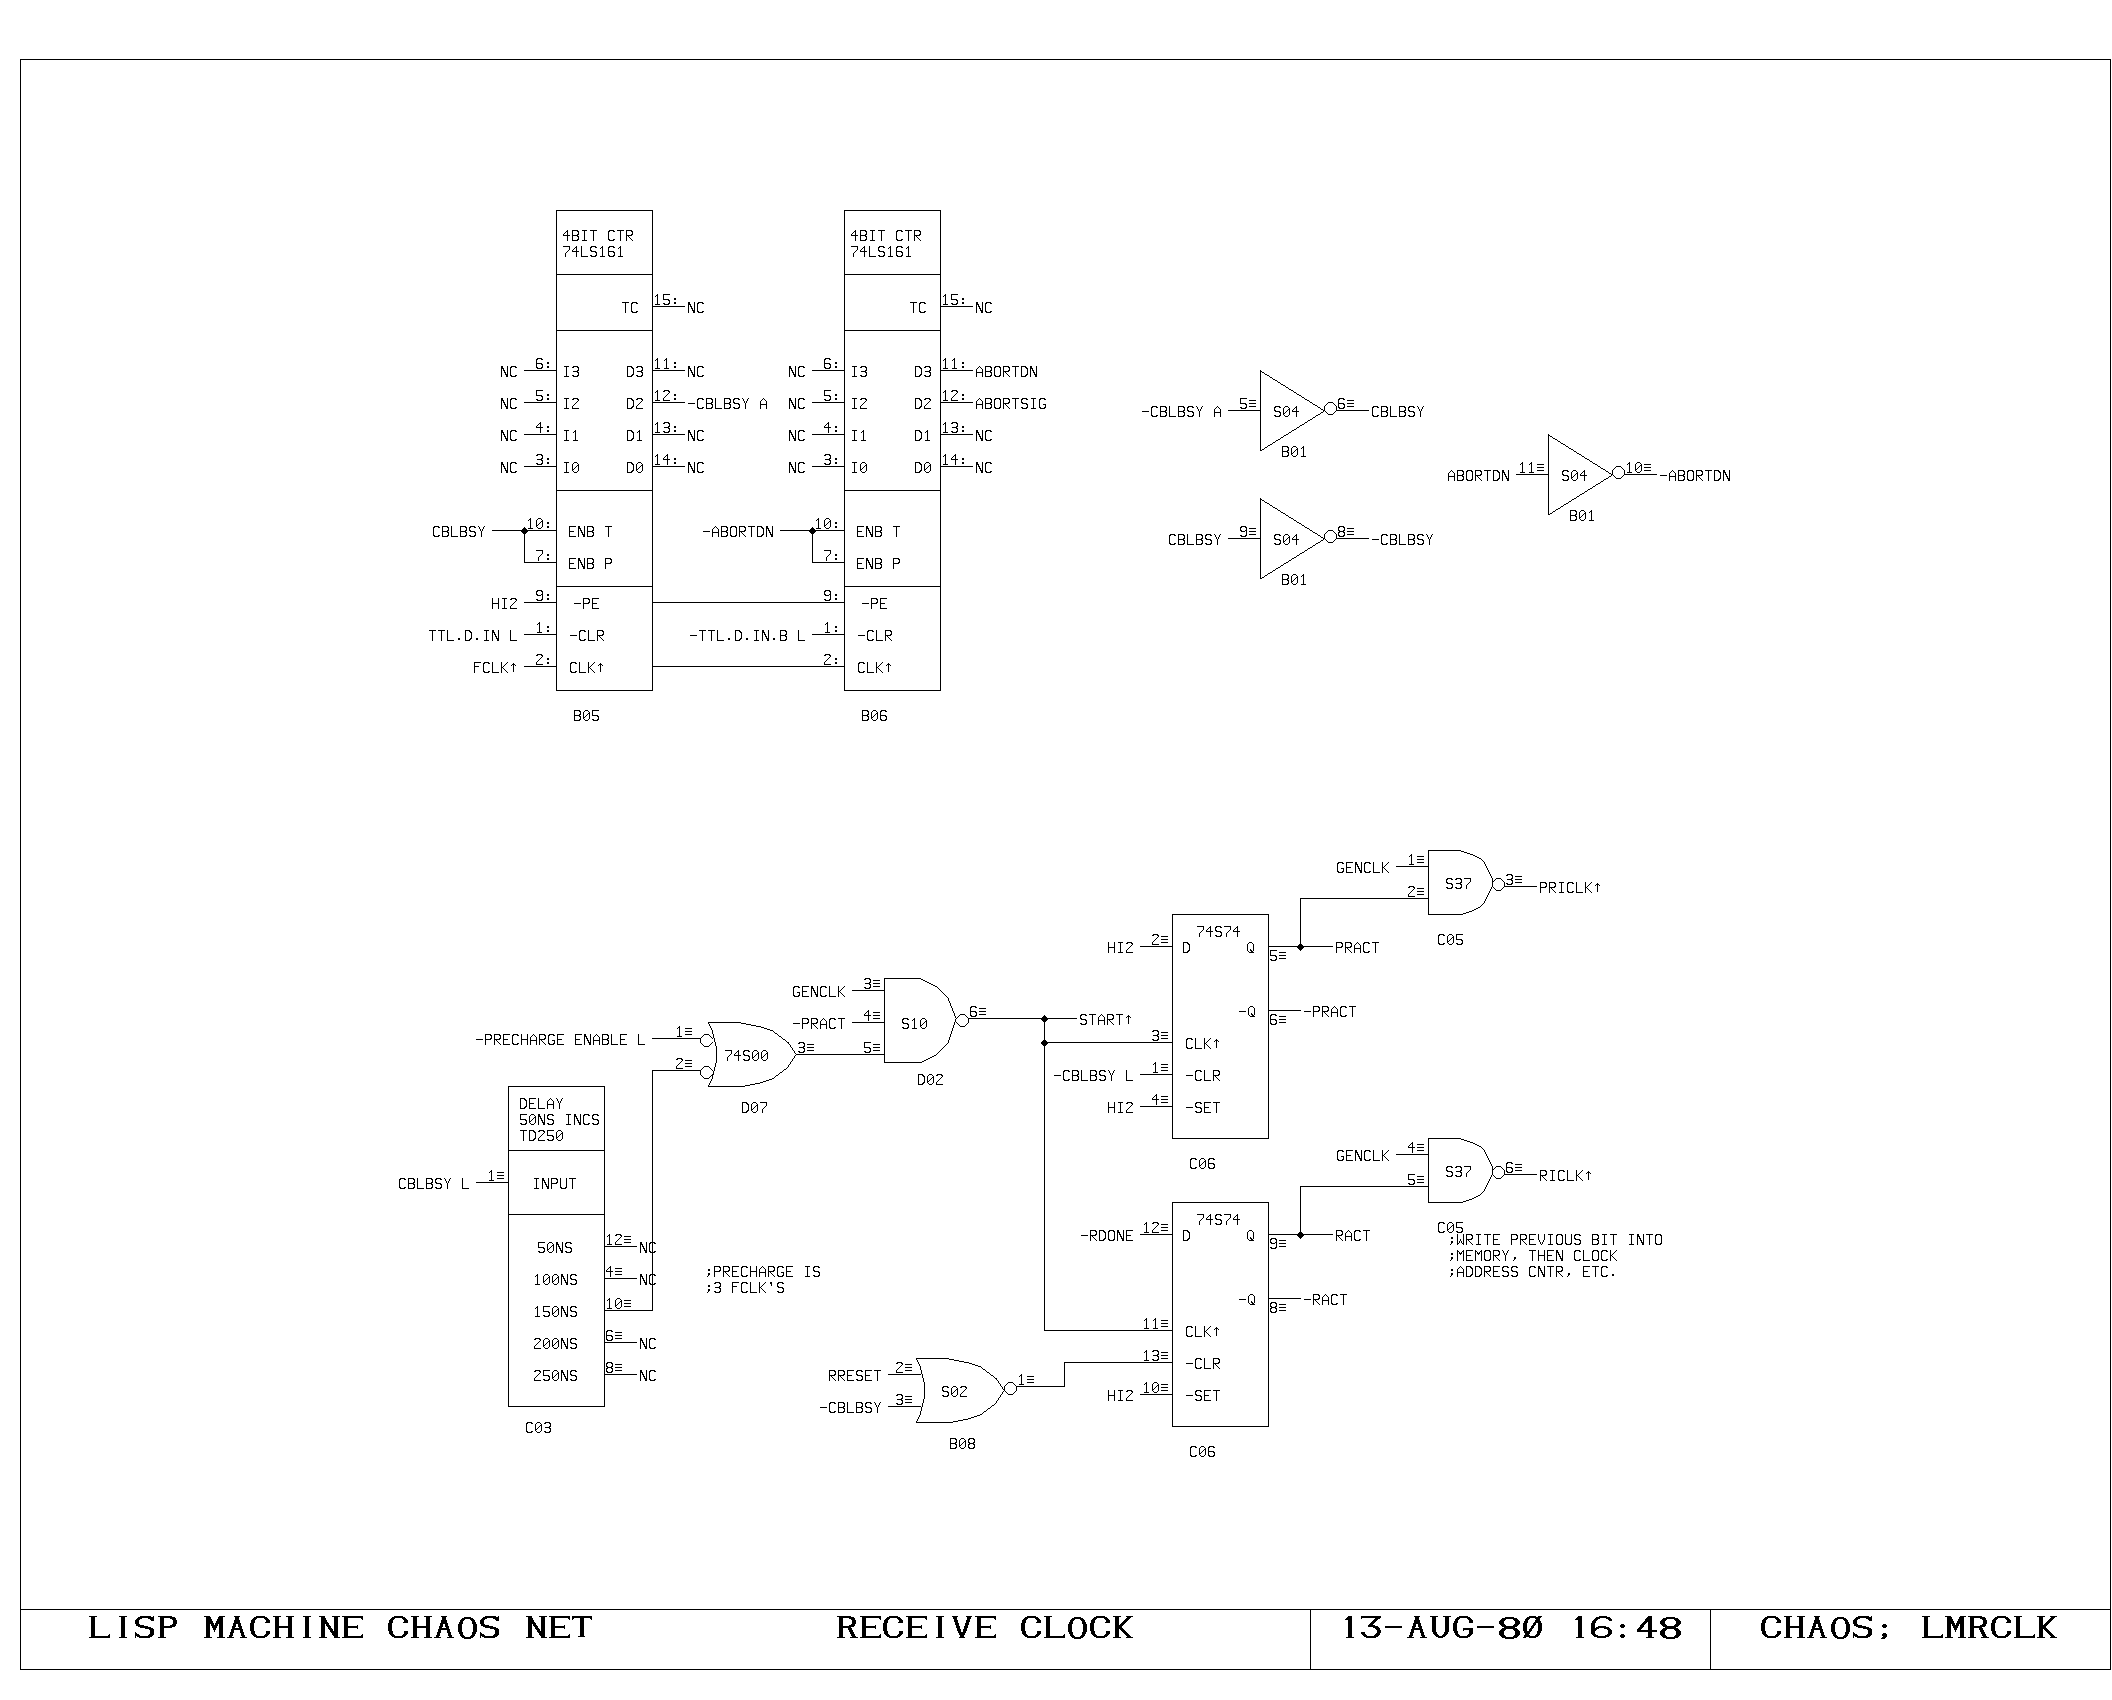 4BIT CTR
74LS161
TC 15: NC
NC 6: I3 D3 11: NC
NC 5: I2 D2 12: -CBLBSY A
NC 4: I1 D1 13: NC
NC 3: I0 D0 14: NC
CBLBSY 10: ENB T
7: ENB P
HI2 9: -PE
TTL.D.IN L 1: -CLR
FCLK↑ 2: CLK↑
B05
4BIT CTR
74LS161
TC 15: NC
NC 6: I3 D3 11: ABORTDN
NC 5: I2 D2 12: ABORTSIG
NC 4: I1 D1 13: NC
NC 3: I0 D0 14: NC
-ABORTDN 10: ENB T
7: ENB P
9: -PE
-TTL.D.IN.B L 1: -CLR
2: CLK↑
B06
-CBLBSY A 5≡ S04 6≡ CBLBSY
B01
ABORTDN 11≡ S04 10≡ -ABORTDN
B01
CBLBSY 9≡ S04 8≡ -CBLBSY
B01
GENCLK 1≡ S37 3≡ PRICLK↑
2≡
C05
74S74
HI2 2≡ D Q 5≡ PRACT
-Q 6≡ -PRACT
3≡ CLK↑
-CBLBSY L 1≡ -CLR
HI2 4≡ -SET
C06
GENCLK 3≡
-PRACT 4≡ S10 6≡ START↑
5≡
D02
-PRECHARGE ENABLE L 1≡
2≡ 74S00 3≡
D07
DELAY
50NS INCS
TD250
CBLBSY L 1≡ INPUT
50NS 12≡ NC
100NS 4≡ NC
150NS 10≡
200NS 6≡ NC
250NS 8≡ NC
C03
;PRECHARGE IS
;3 FCLK'S
GENCLK 4≡ S37 6≡ RICLK↑
5≡
C05
;WRITE PREVIOUS BIT INTO
;MEMORY, THEN CLOCK
;ADDRESS CNTR, ETC.
74S74
-RDONE 12≡ D Q 9≡ RACT
-Q 8≡ -RACT
11≡ CLK↑
13≡ -CLR
HI2 10≡ -SET
C06
RRESET 2≡ S02 1≡
-CBLBSY 3≡
B08
LISP MACHINE CHAOS NET RECEIVE CLOCK 13-AUG-80 16:48 CHAOS; LMRCLK